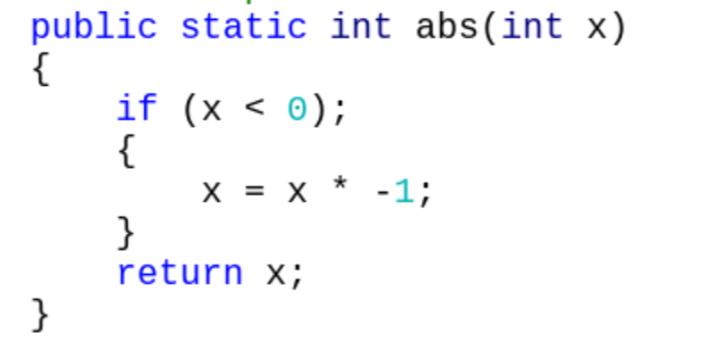 public static int abs(int x)
{
    if (x < 0);
    {
        x = x * -1;
    }
    return x;
}